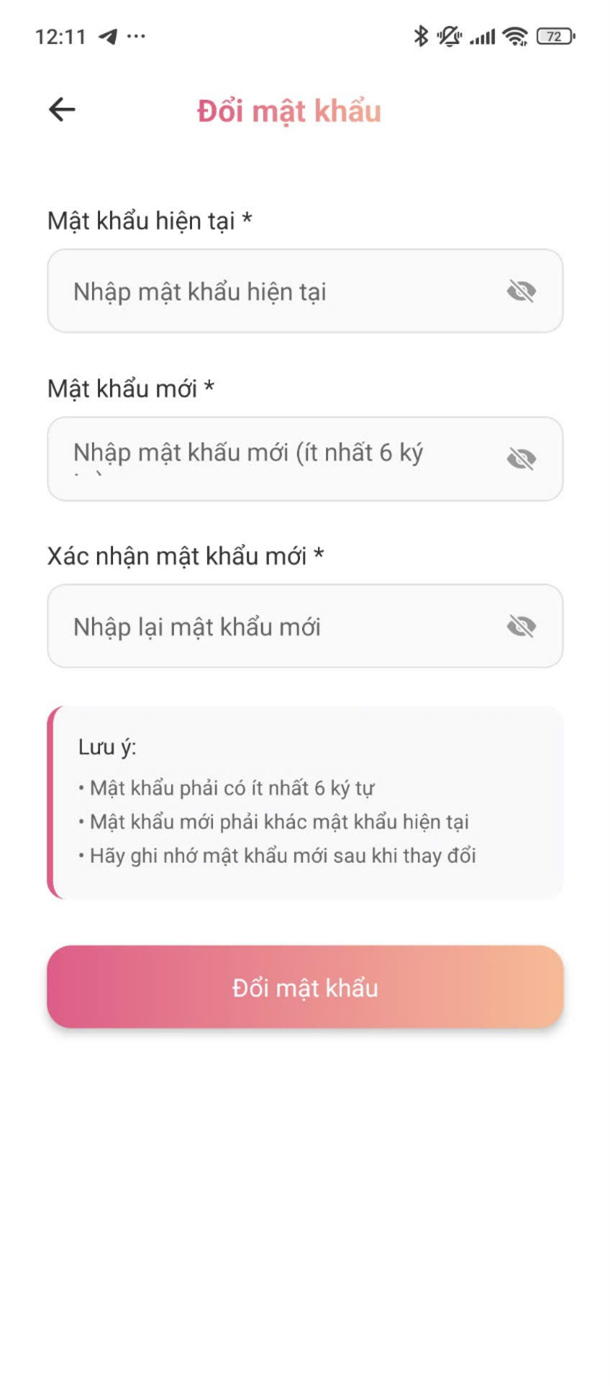 12:11
72
Đổi mật khẩu
Mật khẩu hiện tại *
Nhập mật khẩu hiện tại
Mật khẩu mới *
Nhập mật khẩu mới (ít nhất 6 ký
Xác nhận mật khẩu mới *
Nhập lại mật khẩu mới
Lưu ý:
• Mật khẩu phải có ít nhất 6 ký tự
• Mật khẩu mới phải khác mật khẩu hiện tại
• Hãy ghi nhớ mật khẩu mới sau khi thay đổi
Đổi mật khẩu